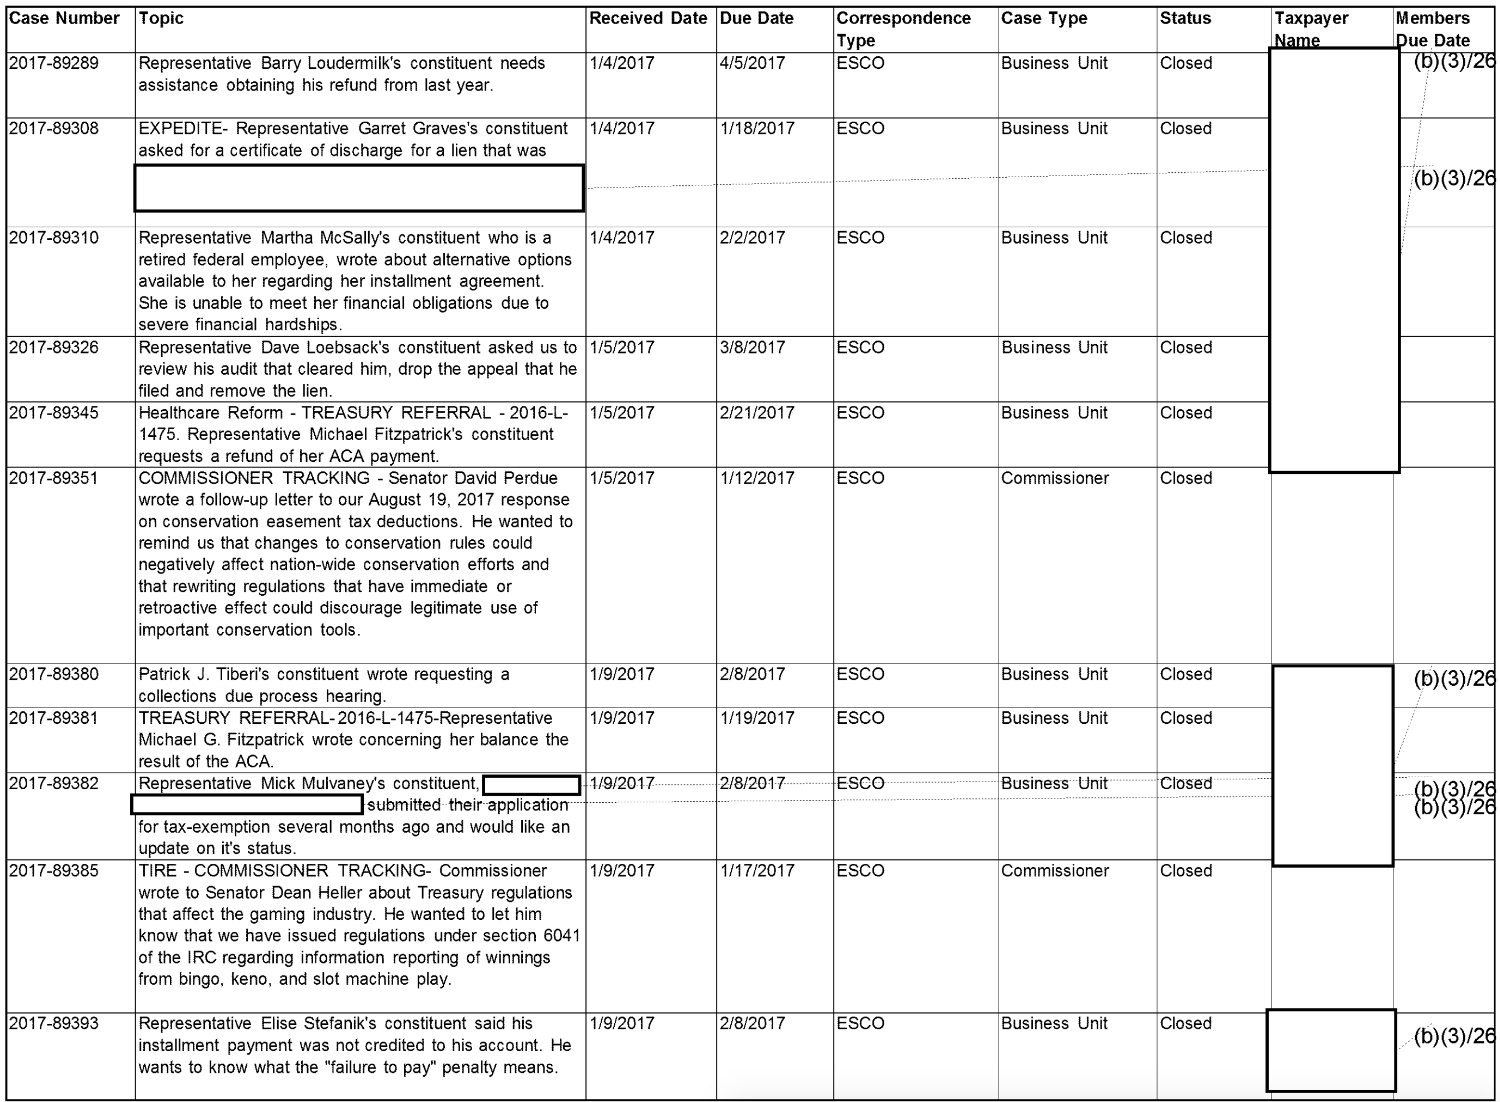 Case Number Topic Received Date Due Date Correspondence Type Case Type Status Taxpayer Name Members Due Date
2017-89289 Representative Barry Loudermilk's constituent needs 1/4/2017 4/5/2017 ESCO Business Unit Closed (b)(3)/26
assistance obtaining his refund from last year.
2017-89308 EXPEDITE- Representative Garret Graves's constituent 1/4/2017 1/18/2017 ESCO Business Unit Closed
asked for a certificate of discharge for a lien that was
(b)(3)/26
2017-89310 Representative Martha McSally's constituent who is a 1/4/2017 2/2/2017 ESCO Business Unit Closed
retired federal employee, wrote about alternative options
available to her regarding her installment agreement.
She is unable to meet her financial obligations due to
severe financial hardships.
2017-89326 Representative Dave Loebsack's constituent asked us to 1/5/2017 3/8/2017 ESCO Business Unit Closed
review his audit that cleared him, drop the appeal that he
filed and remove the lien.
2017-89345 Healthcare Reform - TREASURY REFERRAL - 2016-L- 1/5/2017 2/21/2017 ESCO Business Unit Closed
1475. Representative Michael Fitzpatrick's constituent
requests a refund of her ACA payment.
2017-89351 COMMISSIONER TRACKING - Senator David Perdue 1/5/2017 1/12/2017 ESCO Commissioner Closed
wrote a follow-up letter to our August 19, 2017 response
on conservation easement tax deductions. He wanted to
remind us that changes to conservation rules could
negatively affect nation-wide conservation efforts and
that rewriting regulations that have immediate or
retroactive effect could discourage legitimate use of
important conservation tools.
2017-89380 Patrick J. Tiberi's constituent wrote requesting a 1/9/2017 2/8/2017 ESCO Business Unit Closed (b)(3)/26
collections due process hearing.
2017-89381 TREASURY REFERRAL-2016-L-1475-Representative 1/9/2017 1/19/2017 ESCO Business Unit Closed
Michael G. Fitzpatrick wrote concerning her balance the
result of the ACA.
2017-89382 Representative Mick Mulvaney's constituent, 1/9/2017 2/8/2017 ESCO Business Unit Closed (b)(3)/26
submitted their application (b)(3)/26
for tax-exemption several months ago and would like an
update on it's status.
2017-89385 TIRE - COMMISSIONER TRACKING- Commissioner 1/9/2017 1/17/2017 ESCO Commissioner Closed
wrote to Senator Dean Heller about Treasury regulations
that affect the gaming industry. He wanted to let him
know that we have issued regulations under section 6041
of the IRC regarding information reporting of winnings
from bingo, keno, and slot machine play.
2017-89393 Representative Elise Stefanik's constituent said his 1/9/2017 2/8/2017 ESCO Business Unit Closed (b)(3)/26
installment payment was not credited to his account. He
wants to know what the "failure to pay" penalty means.